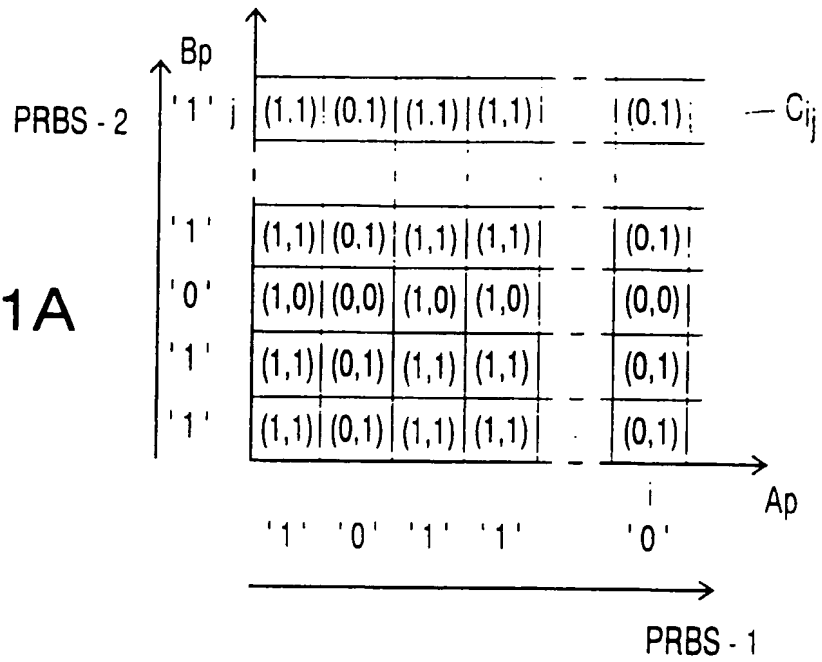 Bp
PRBS - 2 '1' j (1.1) (0.1) (1.1) (1,1) (0.1) Cij
'1' (1,1) (0,1) (1,1) (1,1) (0,1)
1A '0' (1,0) (0,0) (1,0) (1,0) (0,0)
'1' (1,1) (0,1) (1,1) (1,1) (0,1)
'1' (1,1) (0,1) (1,1) (1,1) (0,1)
i Ap
'1' '0' '1' '1' '0'
PRBS - 1